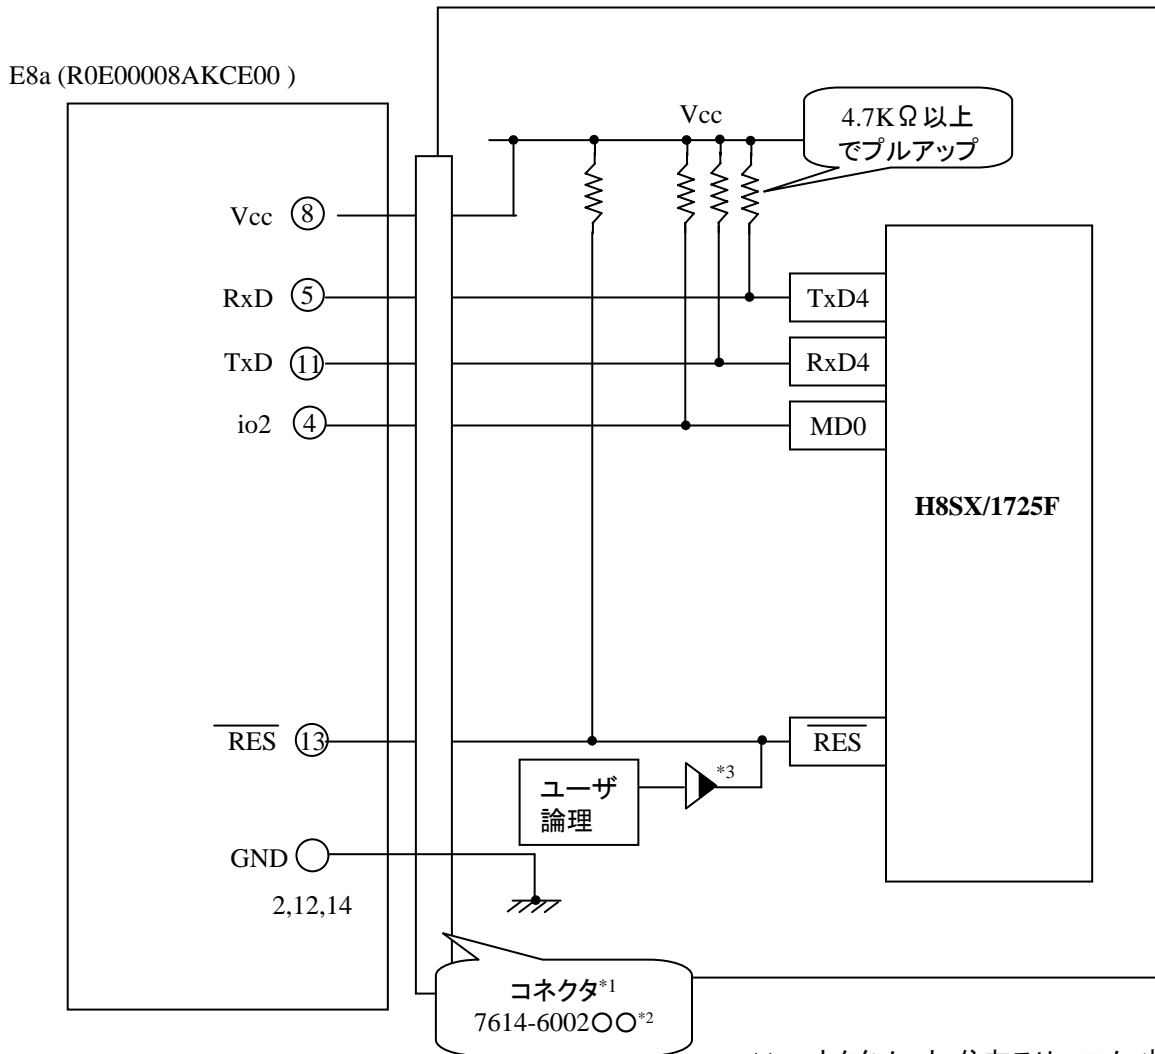 E8a (R0E00008AKCE00 )
Vcc
4.7KΩ以上
でプルアップ
Vcc 8
RxD 5
TxD4
TxD 11
RxD4
io2 4
MD0
H8SX/1725F
RES 13
RES
ユーザ
論理
*3
GND
2,12,14
コネクタ*1
7614-6002〇〇*2